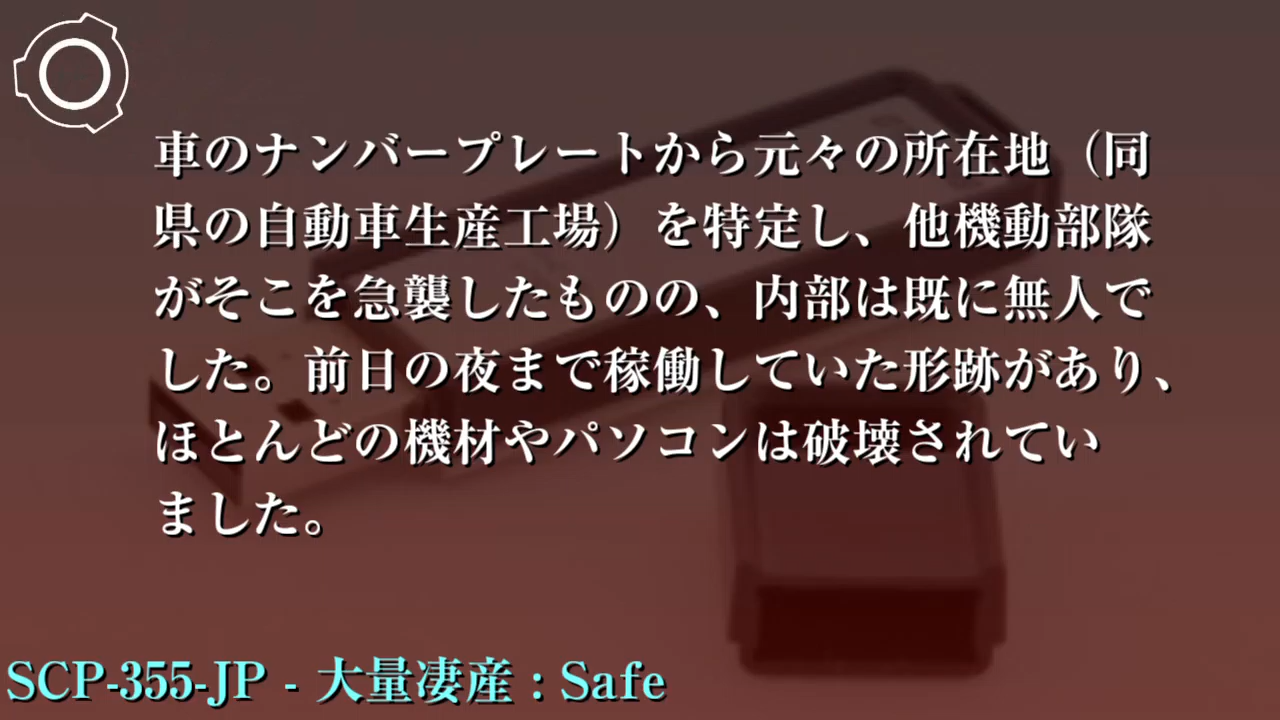 車のナンバープレートから元々の所在地（同
県の自動車生産工場）を特定し、他機動部隊
がそこを急襲したものの、内部は既に無人で
した。前日の夜まで稼働していた形跡があり、
ほとんどの機材やパソコンは破壊されてい
ました。
SCP-355-JP - 大量凄産 : Safe